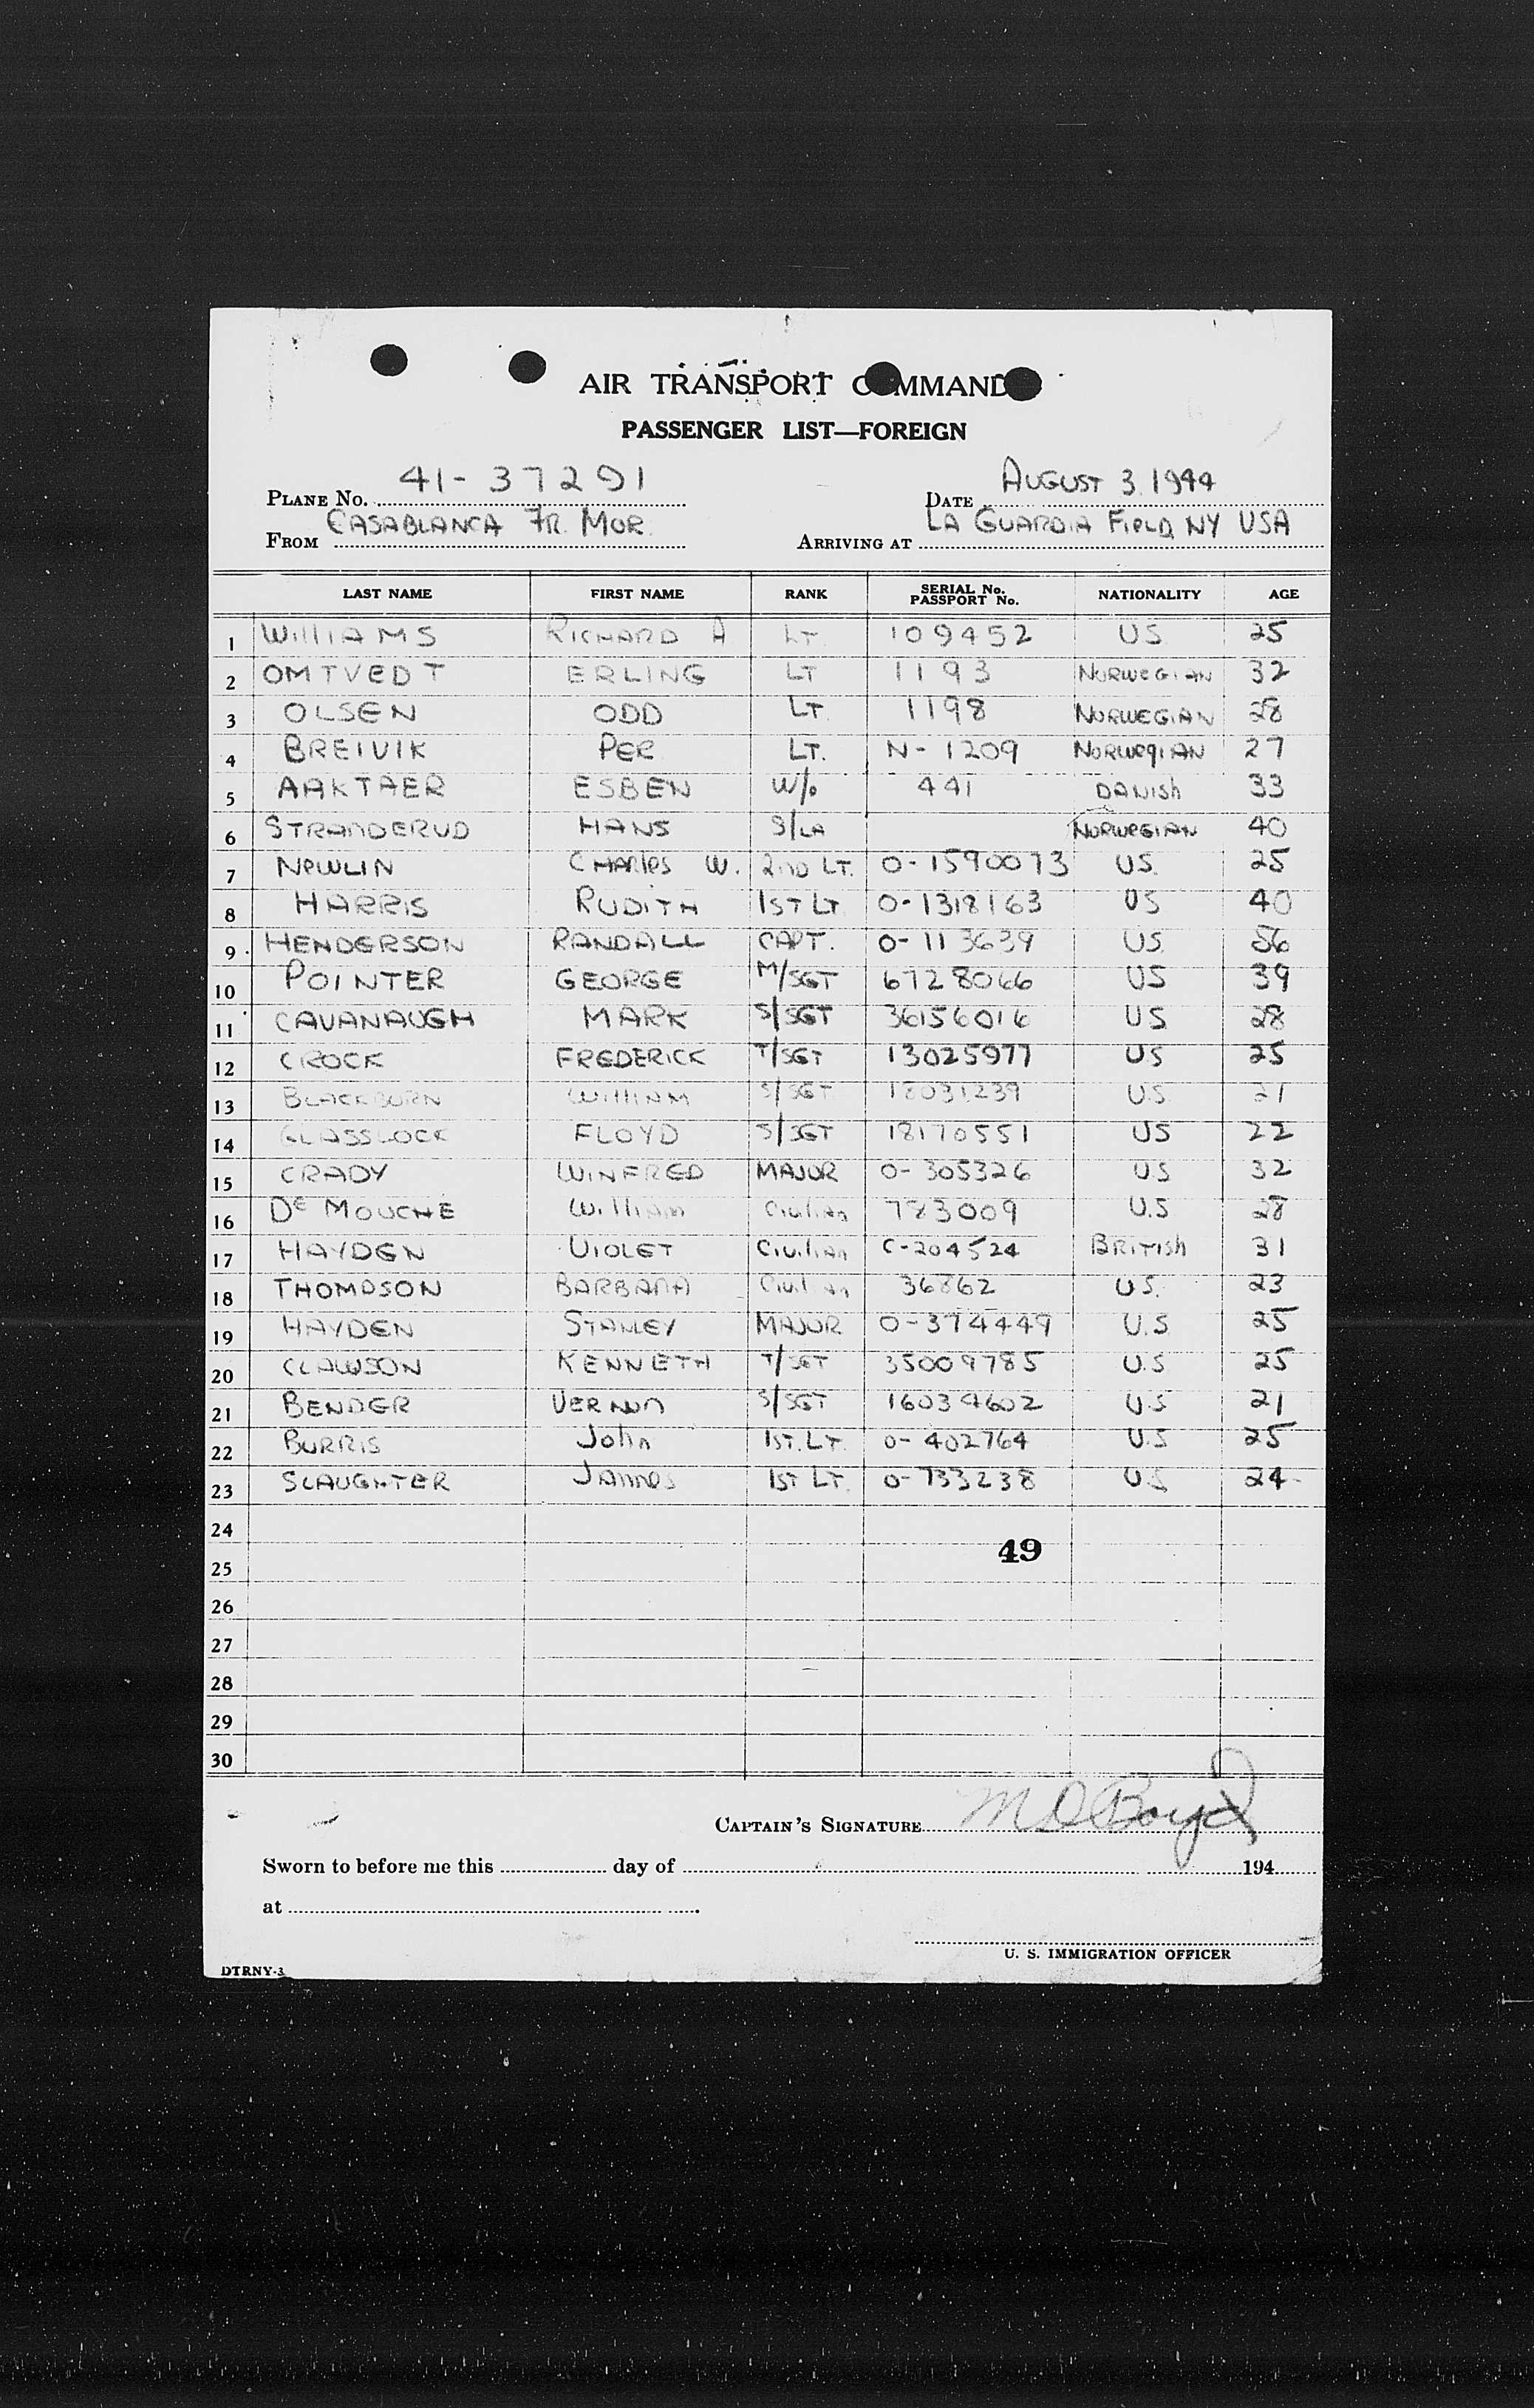 AIR TRANSPORT COMMAND
PASSENGER LIST—FOREIGN
PLANE No. 41-37291 DATE AUGUST 3 1944
FROM CASABLANCA FR. MOR. ARRIVING AT LA GUARDIA FIELD NY USA
LAST NAME FIRST NAME RANK SERIAL No. PASSPORT No. NATIONALITY AGE
1 WILLIAMS RICHARD A LT 109452 US 25
2 OMTVEDT ERLING LT 1193 NORWEGIAN 32
3 OLSEN ODD LT. 1198 NORWEGIAN 28
4 BREIVIK PER LT. N-1209 NORWEGIAN 27
5 AAKTAER ESBEN W/O 441 DANISH 33
6 STRANDERUD HANS S/LA NORWEGIAN 40
7 NEWLIN CHARLES W. 2ND LT. O-1590073 US. 25
8 HARRIS RUDITH 1ST LT O-1318163 US 40
9 HENDERSON RANDALL CAPT. O-113639 US. 56
10 POINTER GEORGE M/SGT 6728066 US 39
11 CAVANAUGH MARK S/SGT 36156016 US 28
12 CROCK FREDERICK T/SGT 13025977 US 25
13 BLACKBURN WILLIAM S/SGT 18031239 U.S. 21
14 GLASSLOCK FLOYD S/SGT 18170551 US 22
15 CRADY WINFRED MAJOR O-305326 US 32
16 De MOUCHE William Civilian 783009 U.S 28
17 HAYDEN VIOLET Civilian C-204524 BRITISH 31
18 THOMPSON BARBARA Civilian 36862 U.S. 23
19 HAYDEN STANLEY MAJOR O-374449 U.S. 25
20 CLAWSON KENNETH T/SGT 35009785 U.S 25
21 BENDER VERNON S/SGT 16039602 U.S 21
22 BURRIS John 1ST. LT. O-402764 U.S 25
23 SLAUGHTER James 1ST LT. O-733238 U.S 24
24
49
25
26
27
28
29
30
CAPTAIN'S SIGNATURE M D Boyd
Sworn to before me this day of 194
at
U. S. IMMIGRATION OFFICER
DTRNY-3